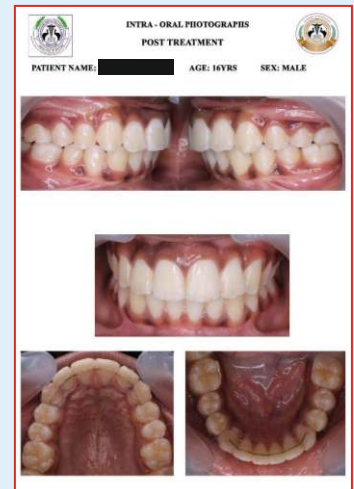 INTRA - ORAL PHOTOGRAPHS
POST TREATMENT
PATIENT NAME: AGE: 16YRS SEX: MALE